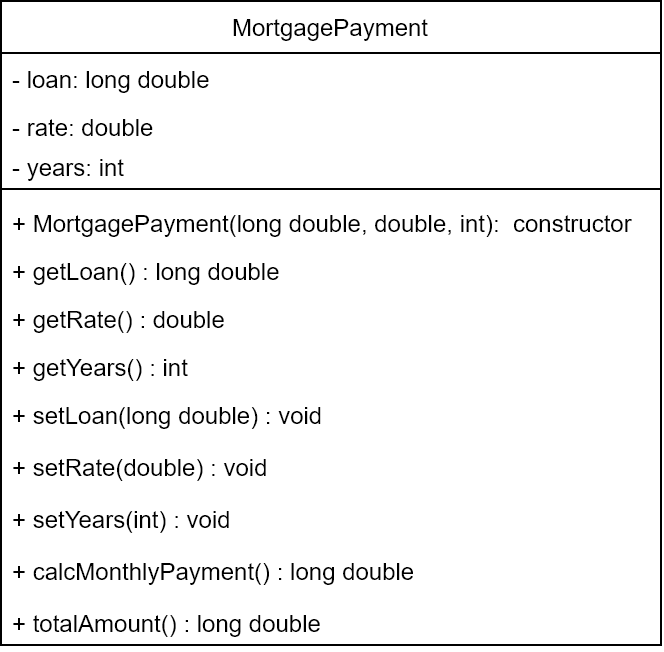 MortgagePayment
- loan: long double
- rate: double
- years: int
+ MortgagePayment(long double, double, int):  constructor
+ getLoan() : long double
+ getRate() : double
+ getYears() : int
+ setLoan(long double) : void
+ setRate(double) : void
+ setYears(int) : void
+ calcMonthlyPayment() : long double
+ totalAmount() : long double